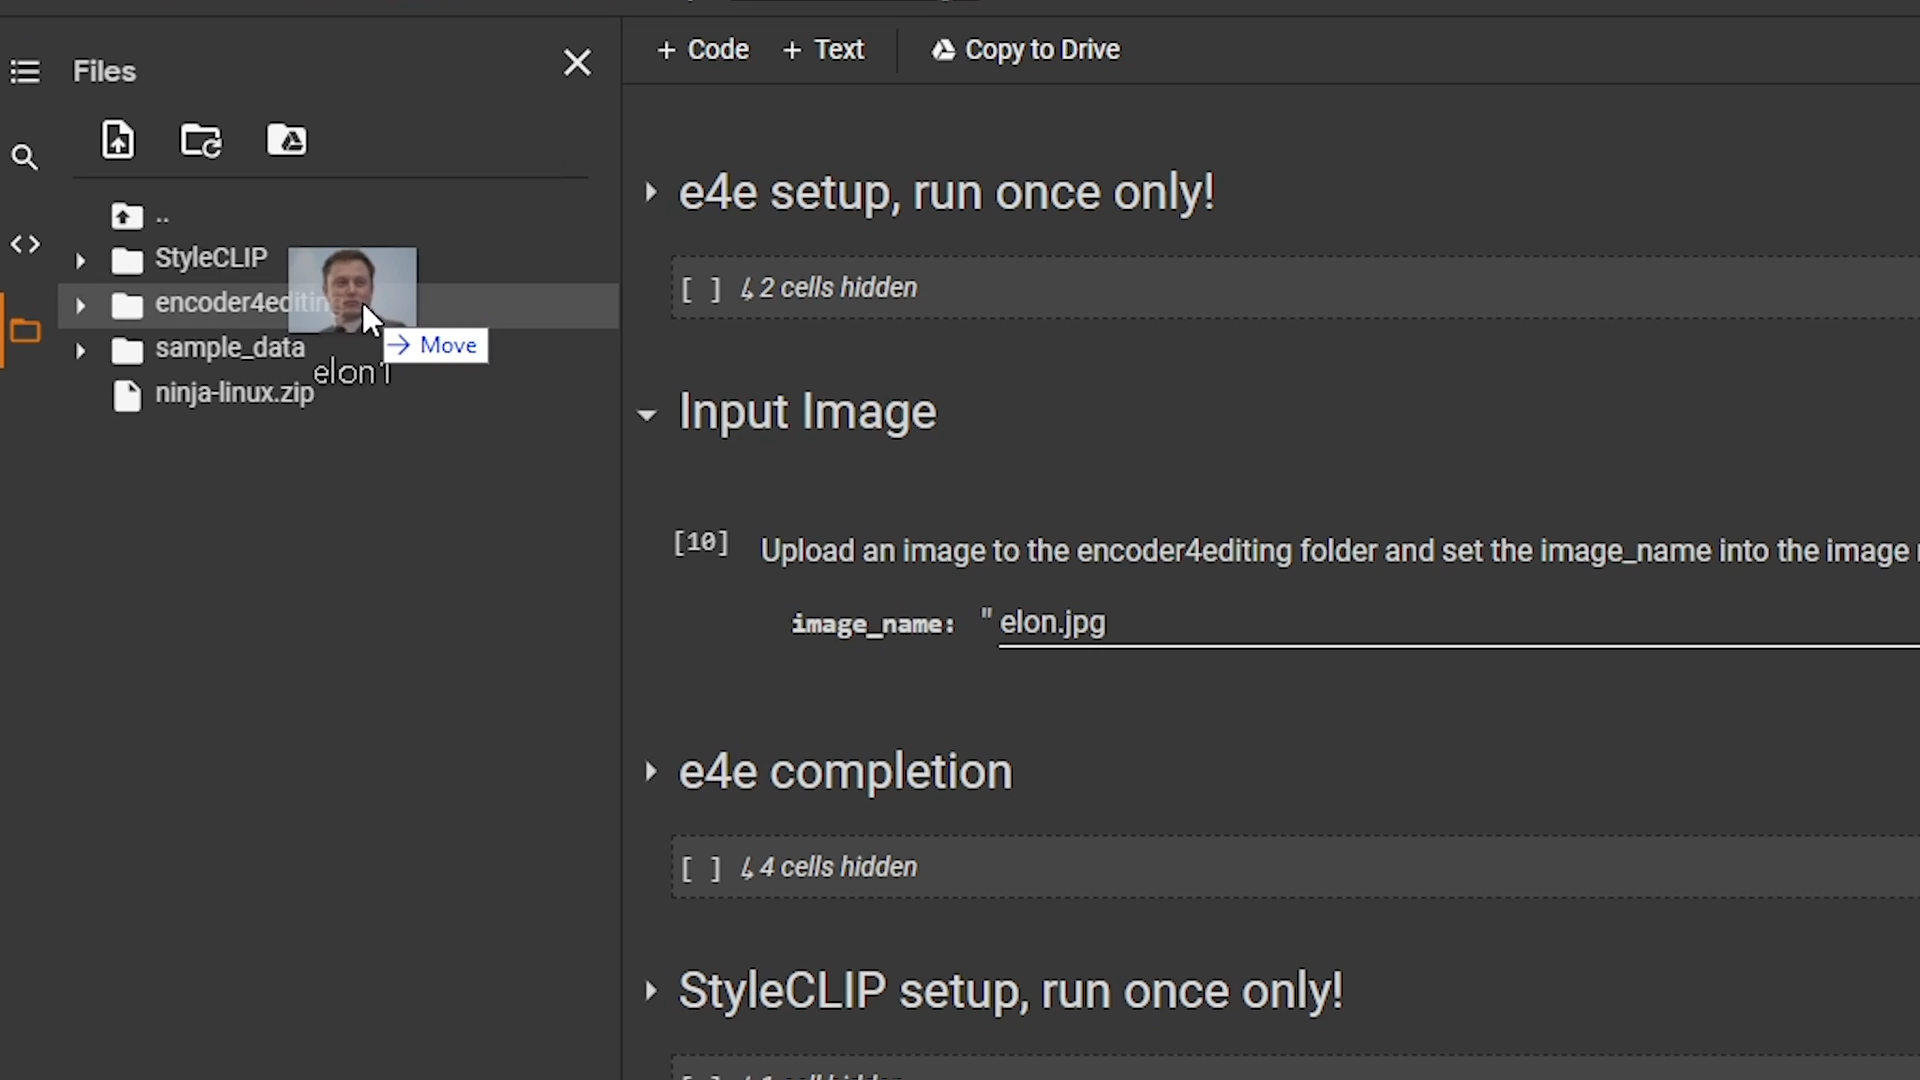 Files
+ Code + Text Copy to Drive
..
StyleCLIP
encoder4editing
Move
sample_data
elon1
ninja-linux.zip
e4e setup, run once only!
[ ] ↳ 2 cells hidden
Input Image
[10] Upload an image to the encoder4editing folder and set the image_name into the image
image_name: " elon.jpg
e4e completion
[ ] ↳ 4 cells hidden
StyleCLIP setup, run once only!